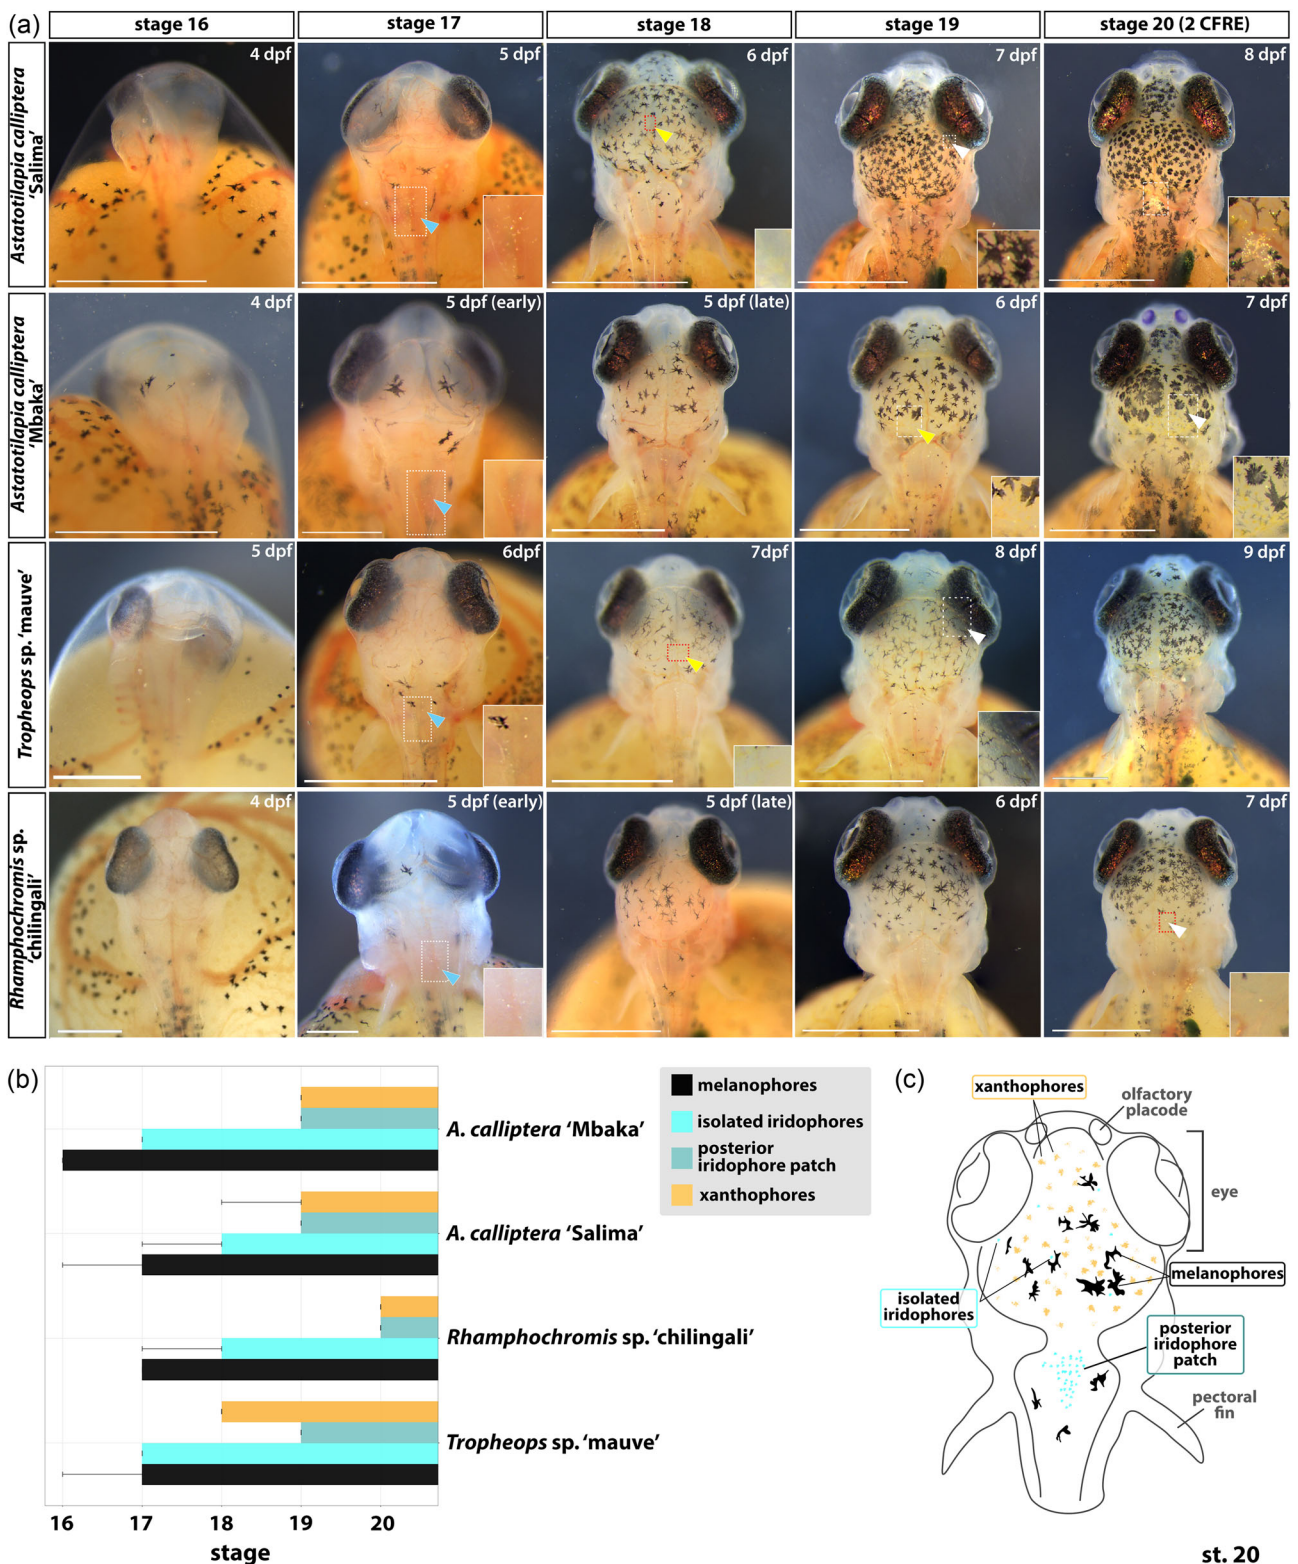 (a)
stage 16
stage 17
stage 18
stage 19
stage 20 (2 CFRE)
Astatotilapia calliptera
'Salima'
4 dpf
5 dpf
6 dpf
7 dpf
8 dpf
Astatotilapia calliptera
'Mbaka'
4 dpf
5 dpf (early)
5 dpf (late)
6 dpf
7 dpf
Tropheops sp. 'mauve'
5 dpf
6dpf
7dpf
8 dpf
9 dpf
Rhamphochromis sp.
'chilingali'
4 dpf
5 dpf (early)
5 dpf (late)
6 dpf
7 dpf
(b)
A. calliptera 'Mbaka'
A. calliptera 'Salima'
Rhamphochromis sp. 'chilingali'
Tropheops sp. 'mauve'
16
17
18
19
20
stage
melanophores
isolated iridophores
posterior
iridophore patch
xanthophores
(c)
xanthophores
olfactory
placode
eye
melanophores
isolated
iridophores
posterior
iridophore
patch
pectoral
fin
st. 20